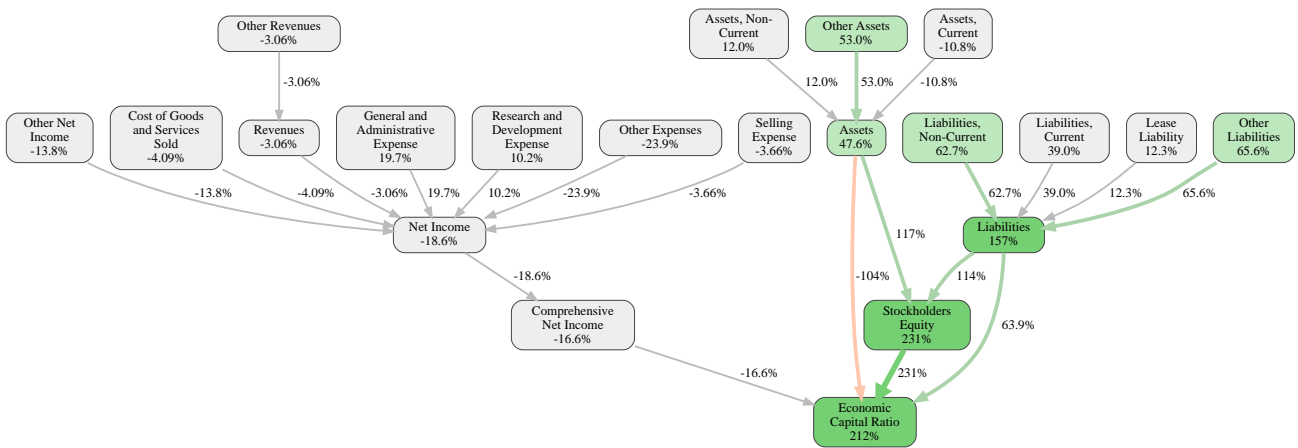 Other Revenues
-3.06%
Assets, Non-
Current
12.0%
Other Assets
53.0%
Assets,
Current
-10.8%
-3.06%
12.0%
53.0%
-10.8%
Other Net
Income
-13.8%
Cost of Goods
and Services
Sold
-4.09%
Revenues
-3.06%
General and
Administrative
Expense
19.7%
Research and
Development
Expense
10.2%
Other Expenses
-23.9%
Selling
Expense
-3.66%
Assets
47.6%
Liabilities,
Non-Current
62.7%
Liabilities,
Current
39.0%
Lease
Liability
12.3%
Other
Liabilities
65.6%
-13.8%
-4.09%
-3.06%
19.7%
10.2%
-23.9%
-3.66%
62.7%
39.0%
12.3%
65.6%
Net Income
-18.6%
117%
Liabilities
157%
-18.6%
-104%
114%
Comprehensive
Net Income
-16.6%
Stockholders
Equity
231%
63.9%
-16.6%
231%
Economic
Capital Ratio
212%